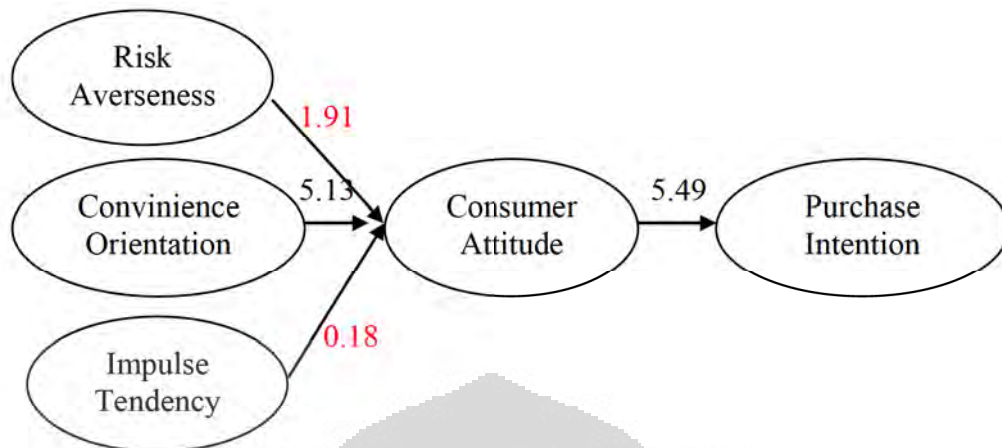 Risk
Averseness
1.91
Convinience
Orientation
5.13
Consumer
Attitude
5.49
Purchase
Intention
0.18
Impulse
Tendency